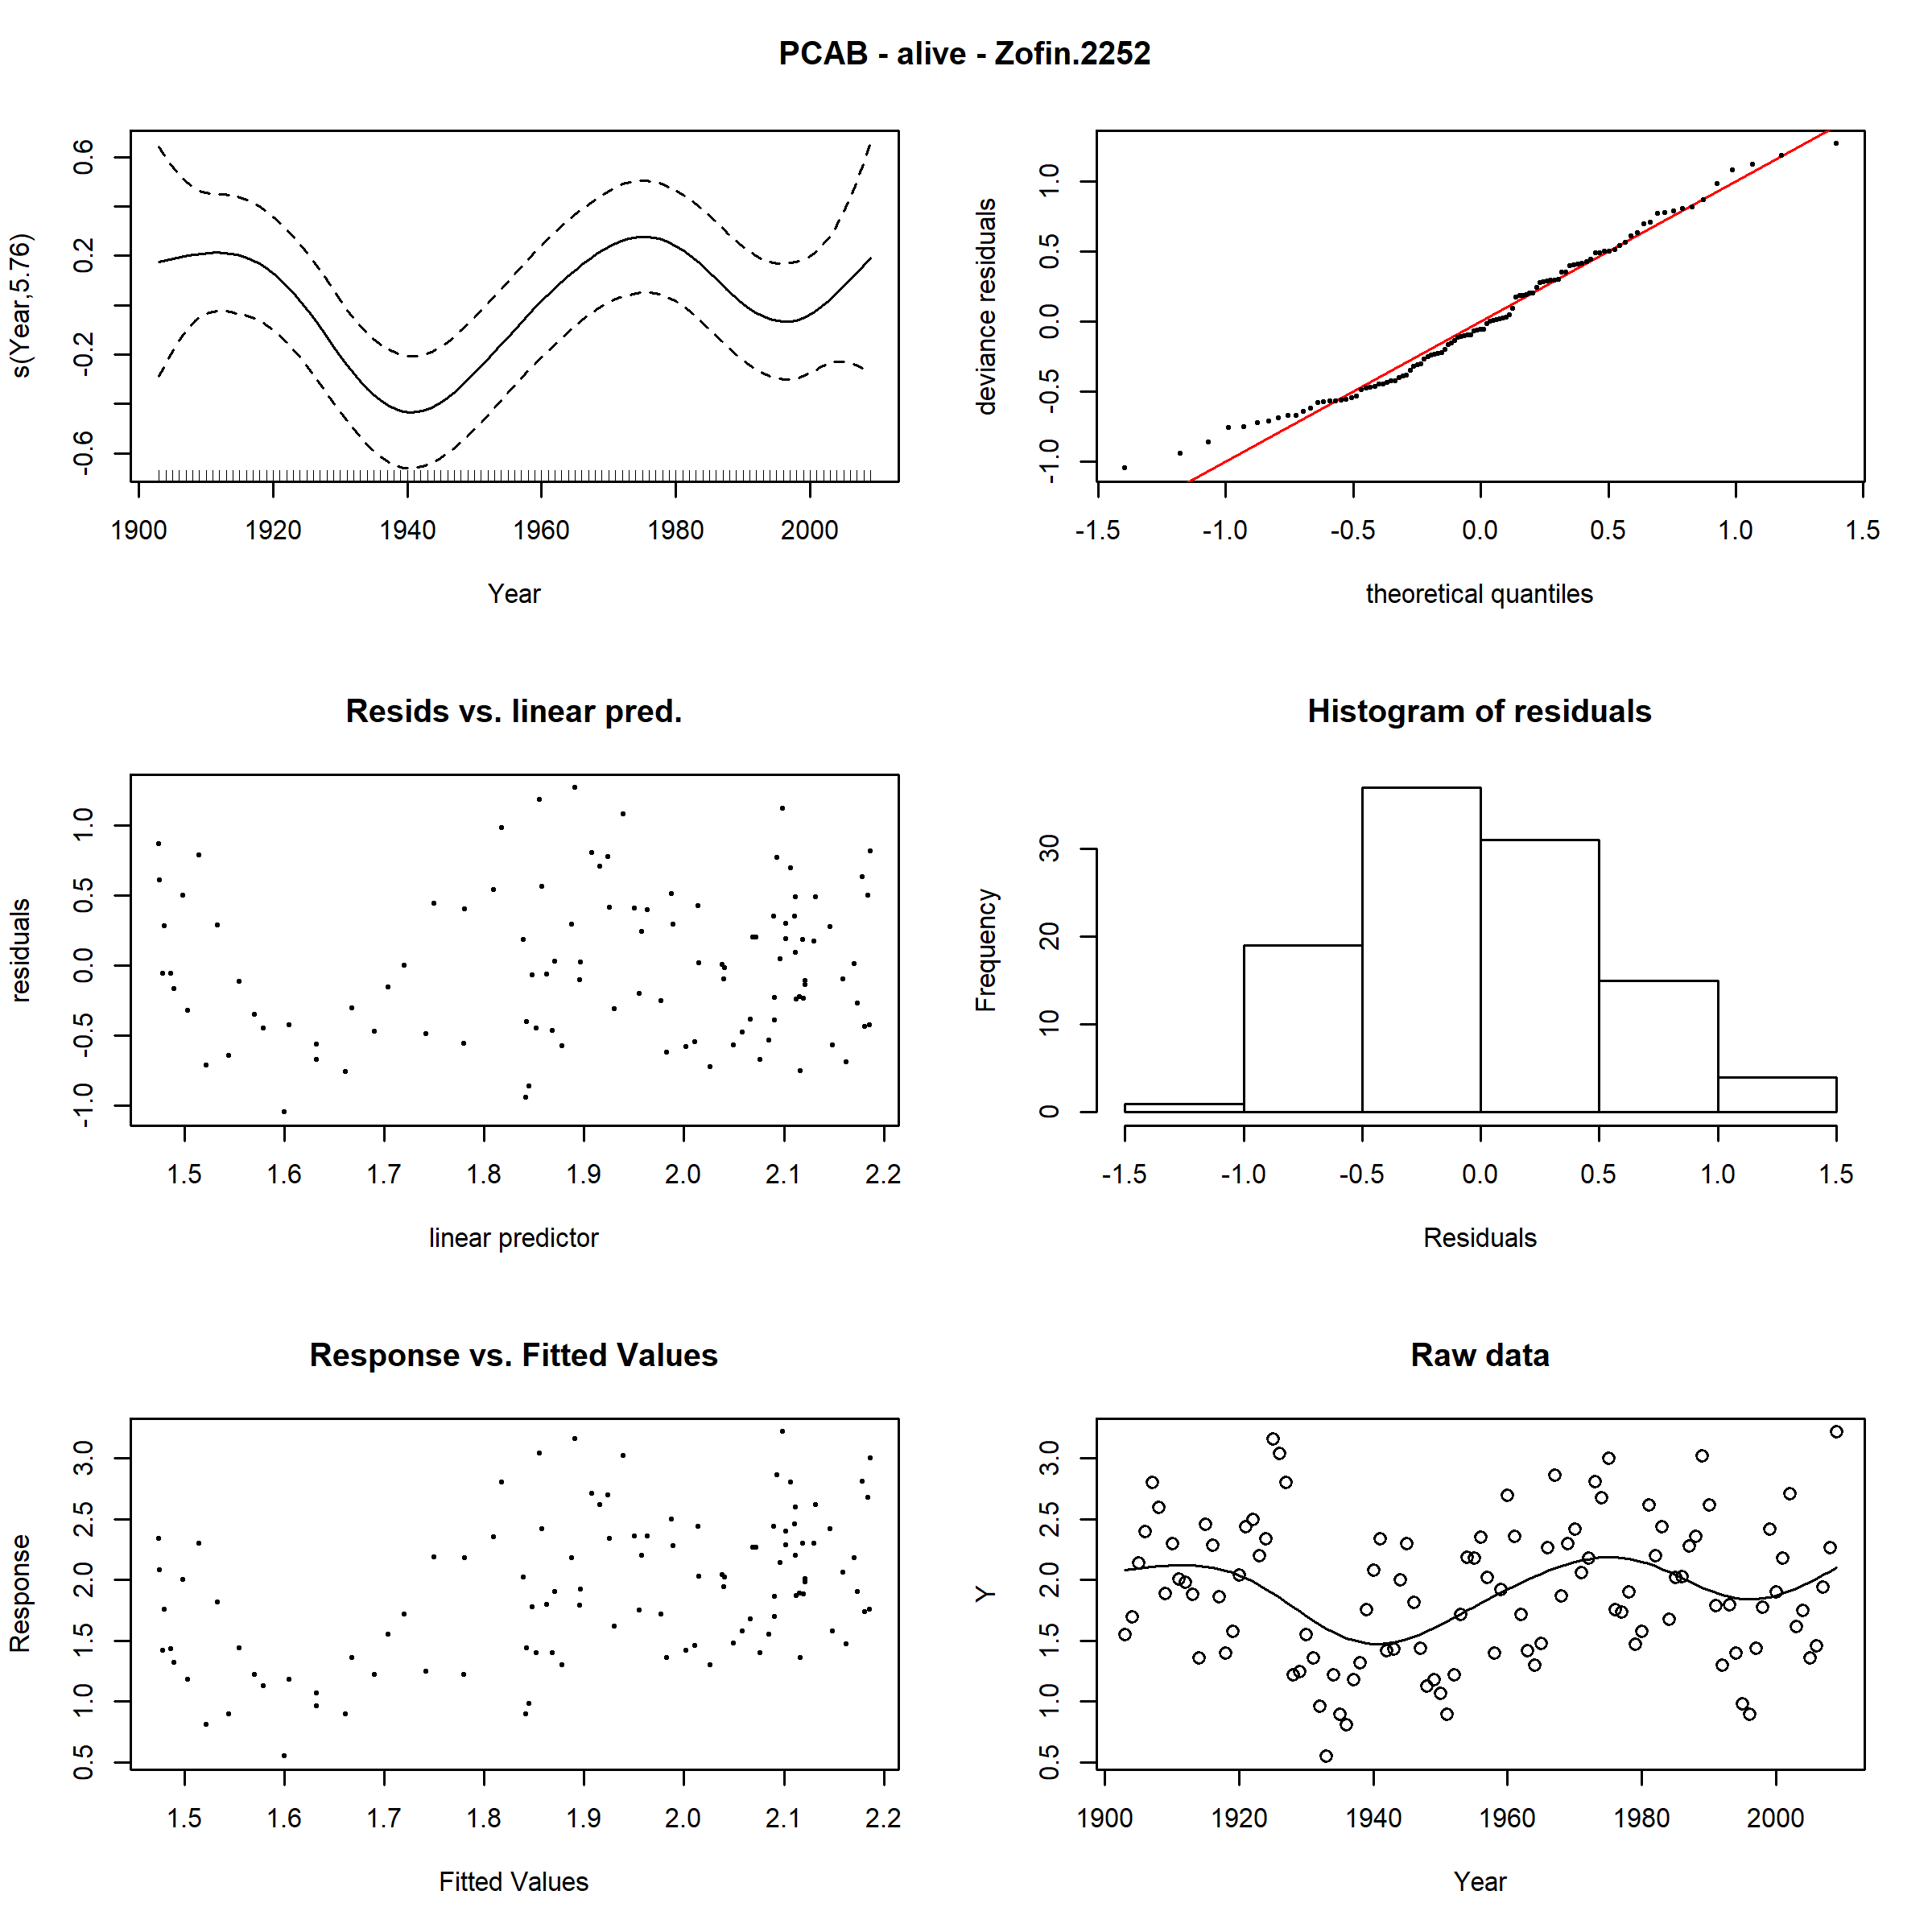 PCAB - alive - Zofin.2252
s(Year,5.76)
-0.6 -0.2 0.2 0.6
1900 1920 1940 1960 1980 2000
Year
deviance residuals
-1.0 -0.5 0.0 0.5 1.0
-1.5 -1.0 -0.5 0.0 0.5 1.0 1.5
theoretical quantiles
Resids vs. linear pred.
residuals
-1.0 -0.5 0.0 0.5 1.0
1.5 1.6 1.7 1.8 1.9 2.0 2.1 2.2
linear predictor
Histogram of residuals
Frequency
0 10 20 30
-1.5 -1.0 -0.5 0.0 0.5 1.0 1.5
Residuals
Response vs. Fitted Values
Response
0.5 1.0 1.5 2.0 2.5 3.0
1.5 1.6 1.7 1.8 1.9 2.0 2.1 2.2
Fitted Values
Raw data
Y
0.5 1.0 1.5 2.0 2.5 3.0
1900 1920 1940 1960 1980 2000
Year